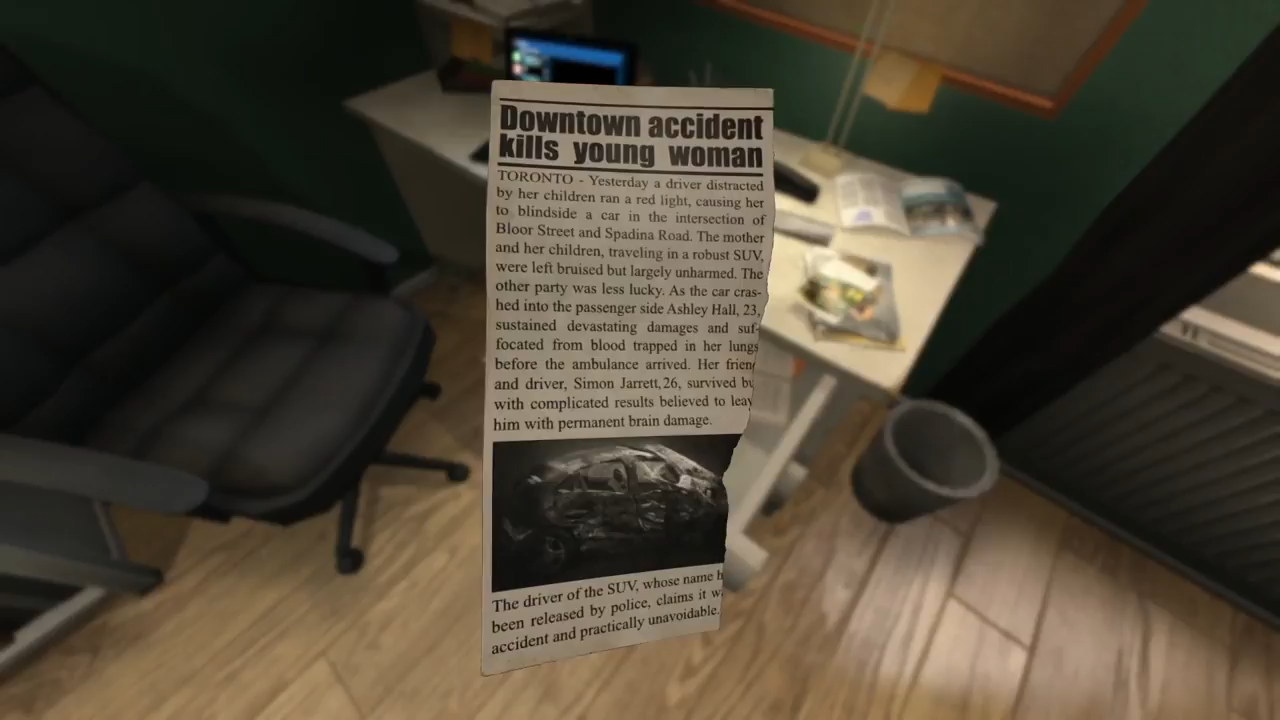 Downtown accident
kills young woman
TORONTO - Yesterday a driver distracted
by her children ran a red light, causing her
to blindside a car in the intersection of
Bloor Street and Spadina Road. The mother
and her children, traveling in a robust SUV,
were left bruised but largely unharmed. The
other party was less lucky. As the car cras-
hed into the passenger side Ashley Hall, 23,
sustained devastating damages and suf-
focated from blood trapped in her lungs
before the ambulance arrived. Her frien
and driver, Simon Jarrett, 26, survived bu
with complicated results believed to leav
him with permanent brain damage.
The driver of the SUV, whose name h
been released by police, claims it w
accident and practically unavoidable.